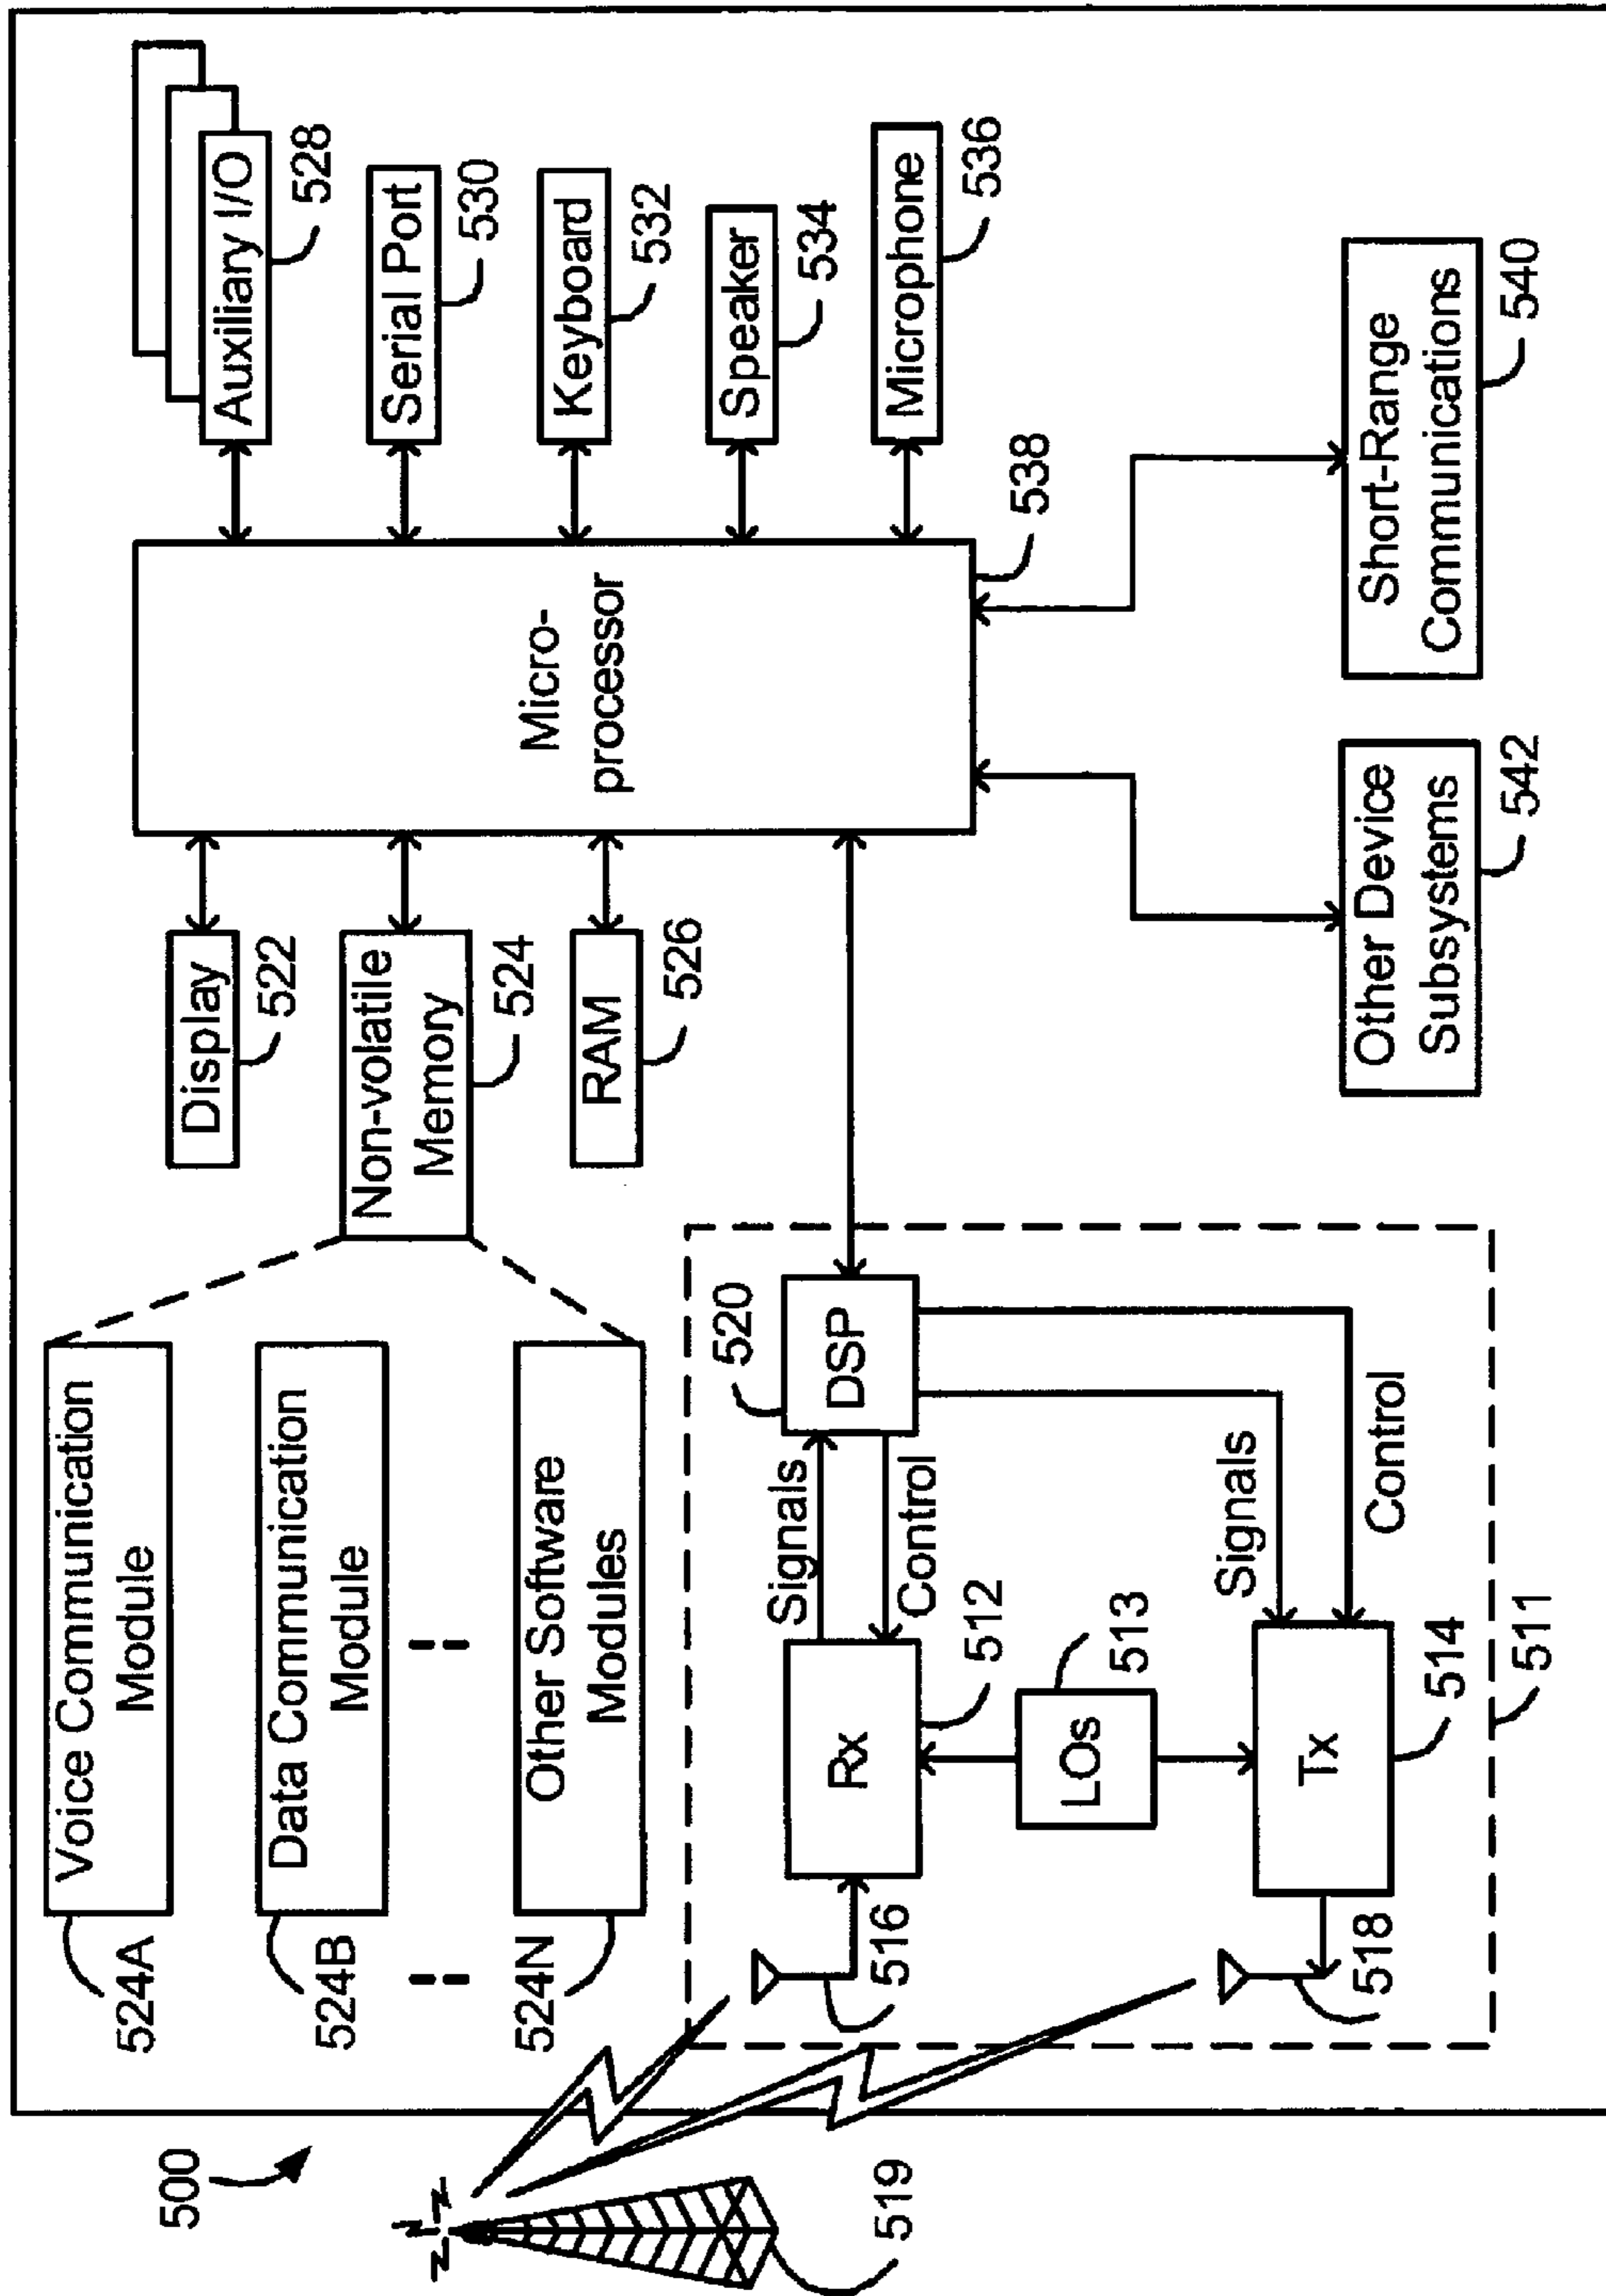 500
519
524A
Voice Communication
Module
524B
Data Communication
Module
524N
Other Software
Modules
Display
522
Non-volatile
Memory
524
RAM
526
Micro-
processor
538
Auxiliary I/O
528
Serial Port
530
Keyboard
532
Speaker
534
Microphone
536
Short-Range
Communications
540
Other Device
Subsystems
542
520
DSP
Signals
Control
Rx
512
516
LOs
513
Signals
Control
Tx
514
518
511